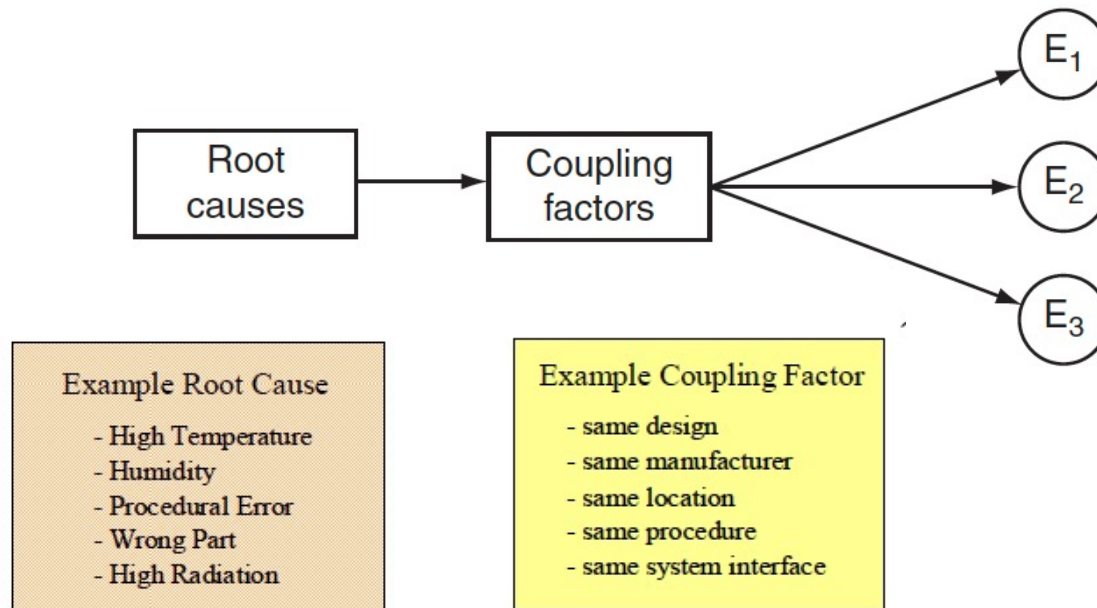 Root
causes
Coupling
factors
E1
E2
E3
Example Root Cause
- High Temperature
- Humidity
- Procedural Error
- Wrong Part
- High Radiation
Example Coupling Factor
- same design
- same manufacturer
- same location
- same procedure
- same system interface